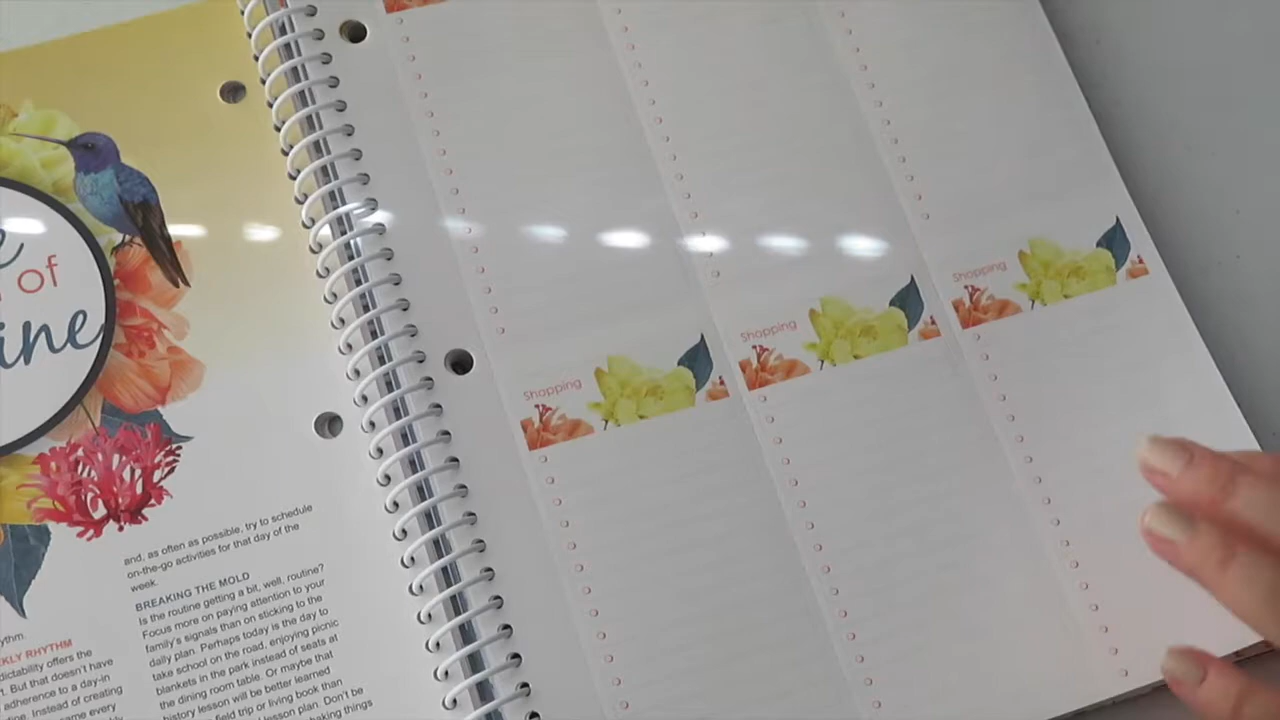 of
ine
and, as often as possible, try to schedule
on-the-go activities for that day of the
week.
BREAKING THE MOLD
Is the routine getting a bit, well, routine?
Focus more on paying attention to your
family's signals than on sticking to the
daily plan. Perhaps today is the day to
take school on the road, enjoying picnic
blankets in the park instead of seats at
the dining room table. Or maybe that
history lesson will be better learned
field trip or living book than
lesson plan. Don't be
things
KLY RHYTHM
dictability offers the
But that doesn't have
adherence to a day-in
Instead of creating
same every
Shopping
Shopping
Shopping